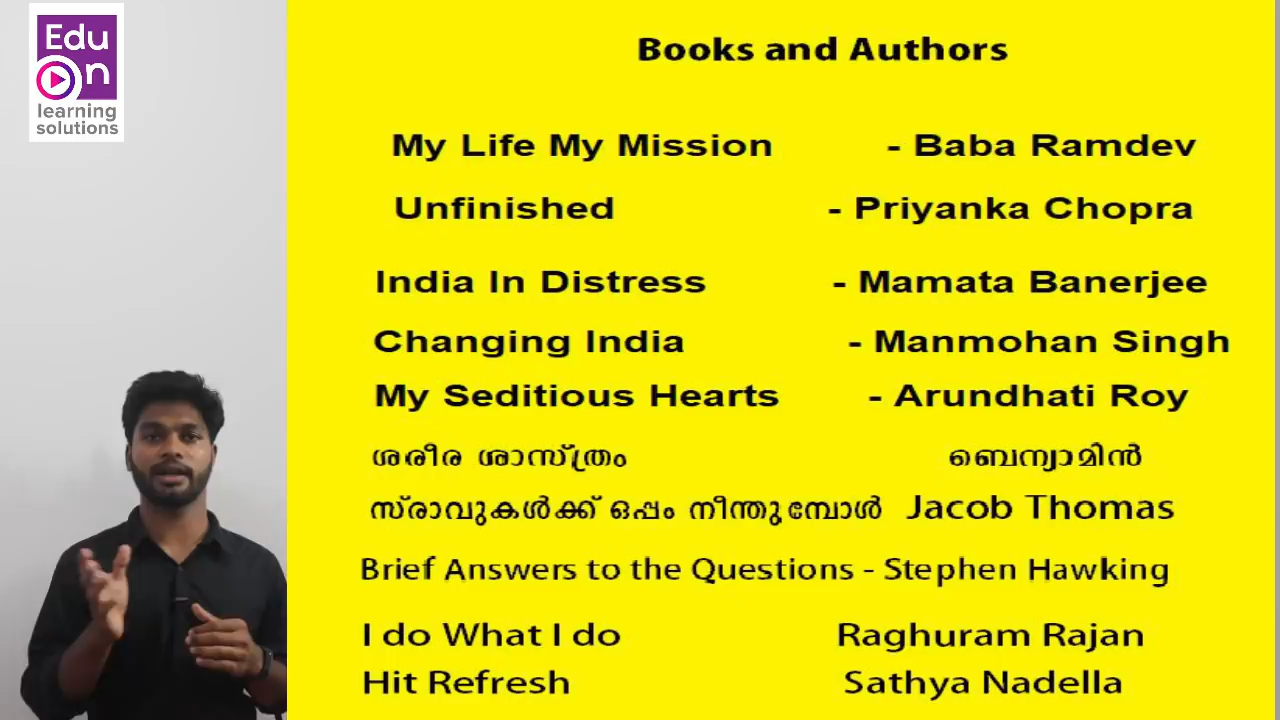 Edu
On
learning
solutions
Books and Authors
My Life My Mission - Baba Ramdev
Unfinished - Priyanka Chopra
India In Distress - Mamata Banerjee
Changing India - Manmohan Singh
My Seditious Hearts - Arundhati Roy
ശരീര ശാസ്ത്രം ബെന്യാമിൻ
സ്രാവുകൾക്ക് ഒപ്പം നീന്തുമ്പോൾ Jacob Thomas
Brief Answers to the Questions - Stephen Hawking
I do What I do Raghuram Rajan
Hit Refresh Sathya Nadella